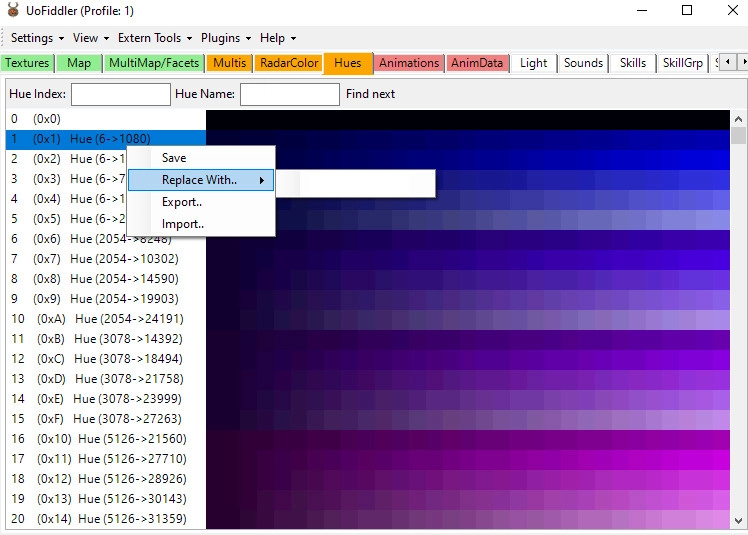 UoFiddler (Profile: 1)
Settings View Extern Tools Plugins Help
Textures Map MultiMap/Facets Multis RadarColor Hues Animations AnimData Light Sounds Skills SkillGrp
Hue Index: Hue Name: Find next
0 (0x0)
1 (0x1) Hue (6->1080)
2 (0x2) Hue (6->1
Save
3 (0x3) Hue (6->7
Replace With..
4 (0x4) Hue (6->1
Export..
5 (0x5) Hue (6->2
Import..
6 (0x6) Hue (2054->8248)
7 (0x7) Hue (2054->10302)
8 (0x8) Hue (2054->14590)
9 (0x9) Hue (2054->19903)
10 (0xA) Hue (2054->24191)
11 (0xB) Hue (3078->14392)
12 (0xC) Hue (3078->18494)
13 (0xD) Hue (3078->21758)
14 (0xE) Hue (3078->23999)
15 (0xF) Hue (3078->27263)
16 (0x10) Hue (5126->21560)
17 (0x11) Hue (5126->27710)
18 (0x12) Hue (5126->28926)
19 (0x13) Hue (5126->30143)
20 (0x14) Hue (5126->31359)